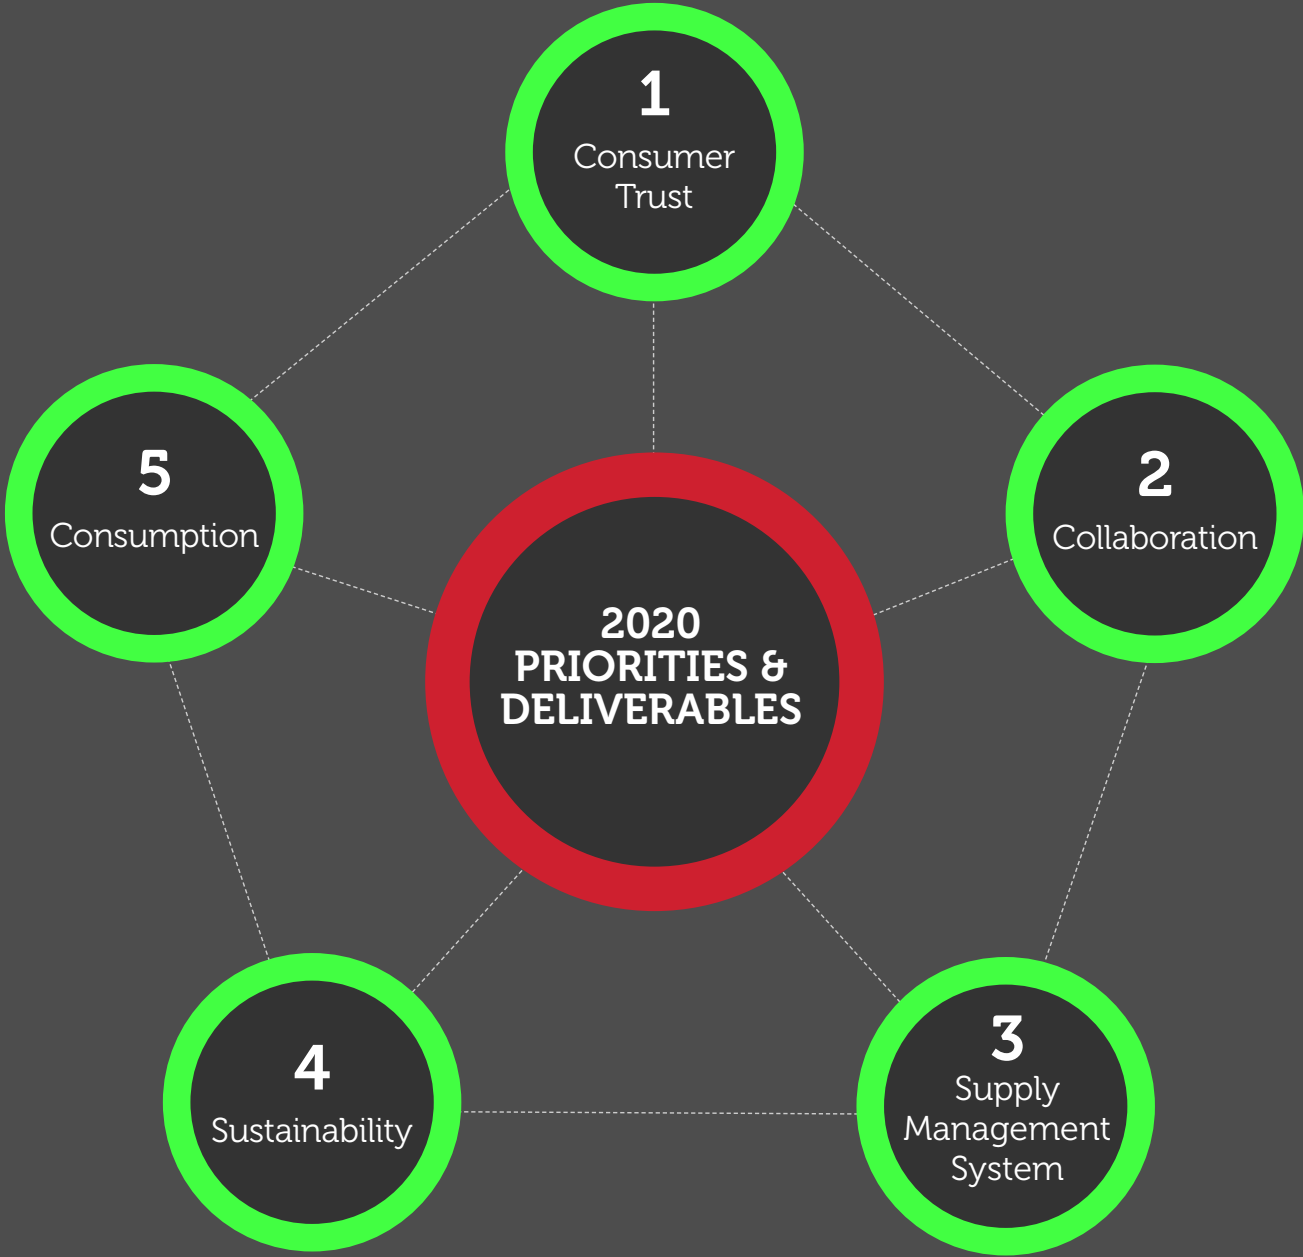 1
Consumer
Trust
2
Collaboration
3
Supply
Management
System
4
Sustainability
5
Consumption
2020
PRIORITIES &
DELIVERABLES